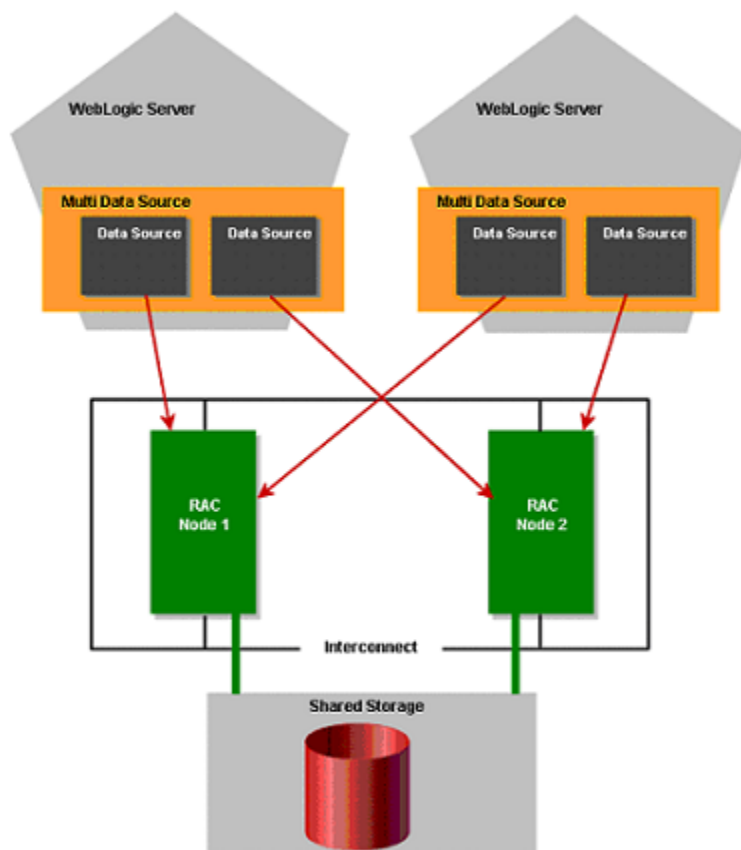 WebLogic Server
WebLogic Server
Multi Data Source
Multi Data Source
Data Source
Data Source
Data Source
Data Source
RAC
Node 1
RAC
Node 2
Interconnect
Shared Storage